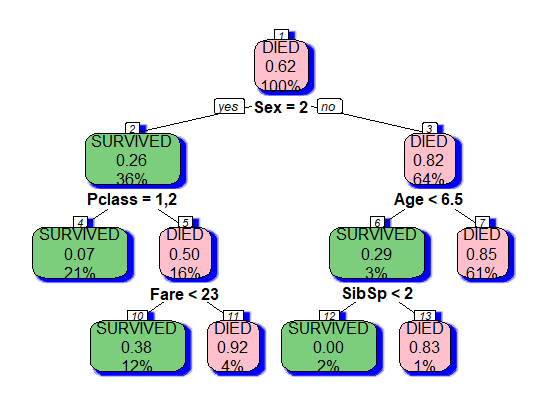 1
DIED
0.62
100%
yes Sex = 2 no
2
SURVIVED
0.26
36%
3
DIED
0.82
64%
Pclass = 1,2
Age < 6.5
4
SURVIVED
0.07
21%
5
DIED
0.50
16%
6
SURVIVED
0.29
3%
7
DIED
0.85
61%
Fare < 23
SibSp < 2
10
SURVIVED
0.38
12%
11
DIED
0.92
4%
12
SURVIVED
0.00
2%
13
DIED
0.83
1%